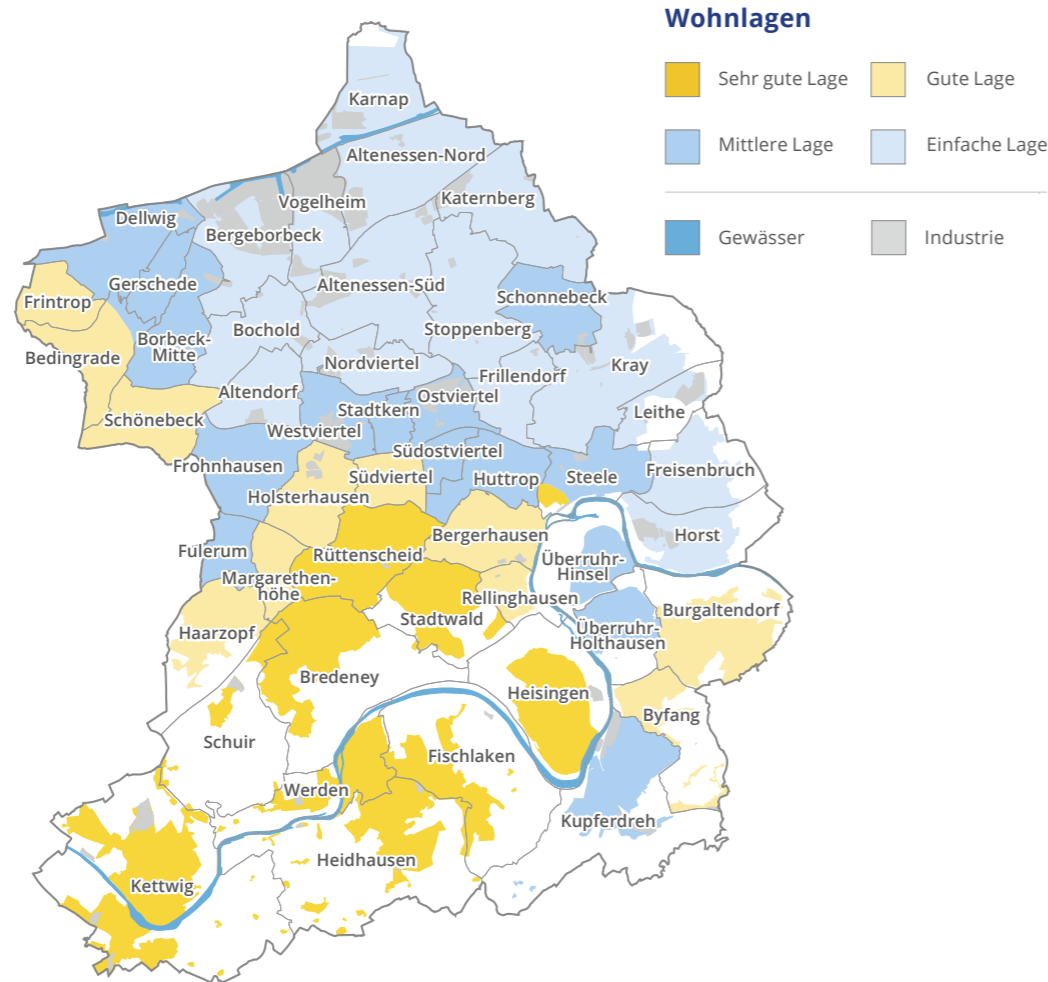 Wohnlagen
Sehr gute Lage
Gute Lage
Mittlere Lage
Einfache Lage
Gewässer
Industrie
Karnap
Altenessen-Nord
Katernberg
Vogelheim
Dellwig
Bergeborbeck
Gerschede
Altenessen-Süd
Schonnebeck
Frintrop
Bochold
Stoppenberg
Borbeck-
Mitte
Bedingrade
Nordviertel
Kray
Frillendorf
Altendorf
Ostviertel
Stadtkern
Leithe
Schönebeck
Westviertel
Südostviertel
Frohnhausen
Freisenbruch
Südviertel
Huttrop
Steele
Holsterhausen
Bergerhausen
Horst
Fulerum
Rüttenscheid
Überruhr-
Hinsel
Margarethen-
höhe
Rellinghausen
Burgaltendorf
Stadtwald
Haarzopf
Überruhr-
Holthausen
Bredeney
Heisingen
Byfang
Schuir
Fischlaken
Werden
Kupferdreh
Heidhausen
Kettwig